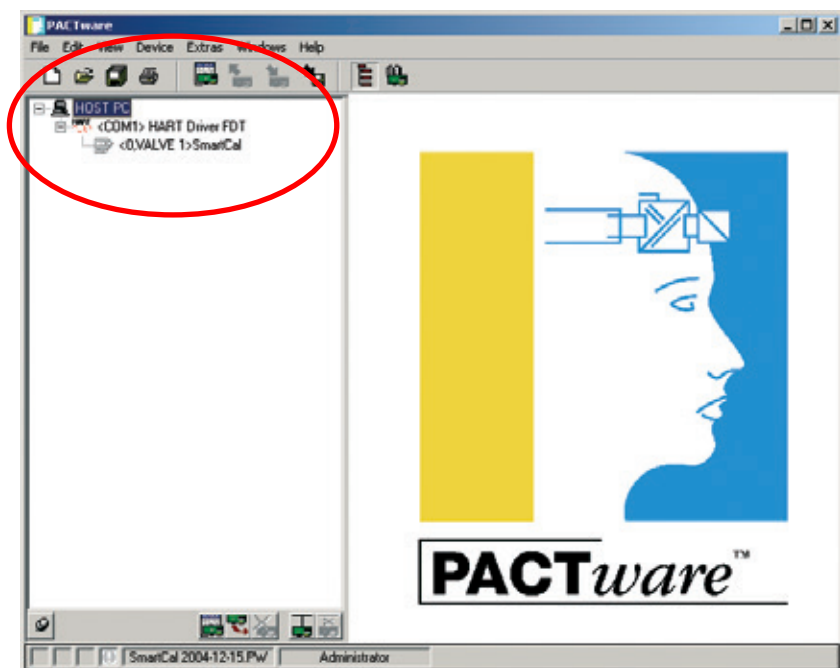 PACTware
File Edit View Device Extras Windows Help
HOST PC
<COM1> HART Driver FDT
<0,VALVE 1>SmartCal
PACTware™
SmartCal 2004-12-15.PW Administrator